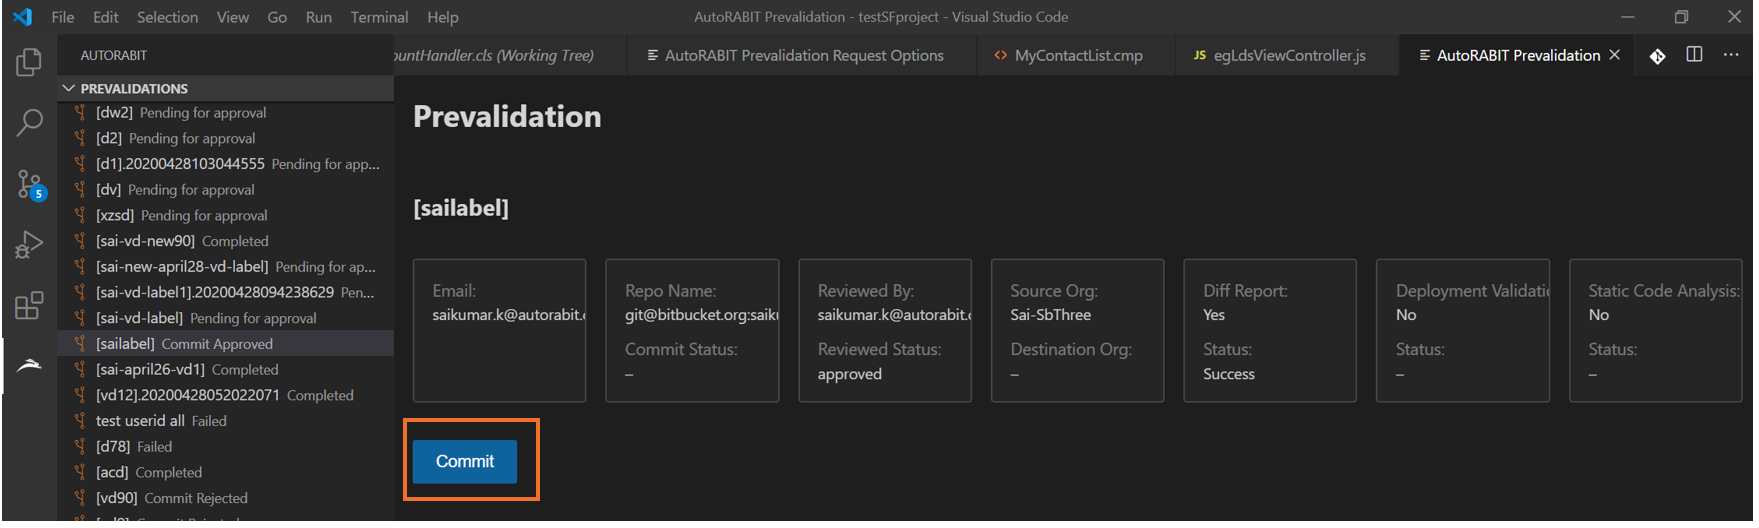 File Edit Selection View Go Run Terminal Help
AutoRABIT Prevalidation - testSFproject - Visual Studio Code
AUTORABIT
ountHandler.cls (Working Tree)
AutoRABIT Prevalidation Request Options
MyContactList.cmp
JS egLdsViewController.js
AutoRABIT Prevalidation
PREVALIDATIONS
[dw2] Pending for approval
[d2] Pending for approval
[d1].20200428103044555 Pending for app...
[dv] Pending for approval
[xzsd] Pending for approval
[sai-vd-new90] Completed
[sai-new-april28-vd-label] Pending for ap...
[sai-vd-label1].20200428094238629 Pen...
[sai-vd-label] Pending for approval
[sailabel] Commit Approved
[sai-april26-vd1] Completed
[vd12].20200428052022071 Completed
test userid all Failed
[d78] Failed
[acd] Completed
[vd90] Commit Rejected
5
Prevalidation
[sailabel]
Email:
saikumar.k@autorabit.
Repo Name:
git@bitbucket.org:saiku
Commit Status:
–
Reviewed By:
saikumar.k@autorabit.
Reviewed Status:
approved
Source Org:
Sai-SbThree
Destination Org:
–
Diff Report:
Yes
Status:
Success
Deployment Validati
No
Status:
–
Static Code Analysis:
No
Status:
–
Commit